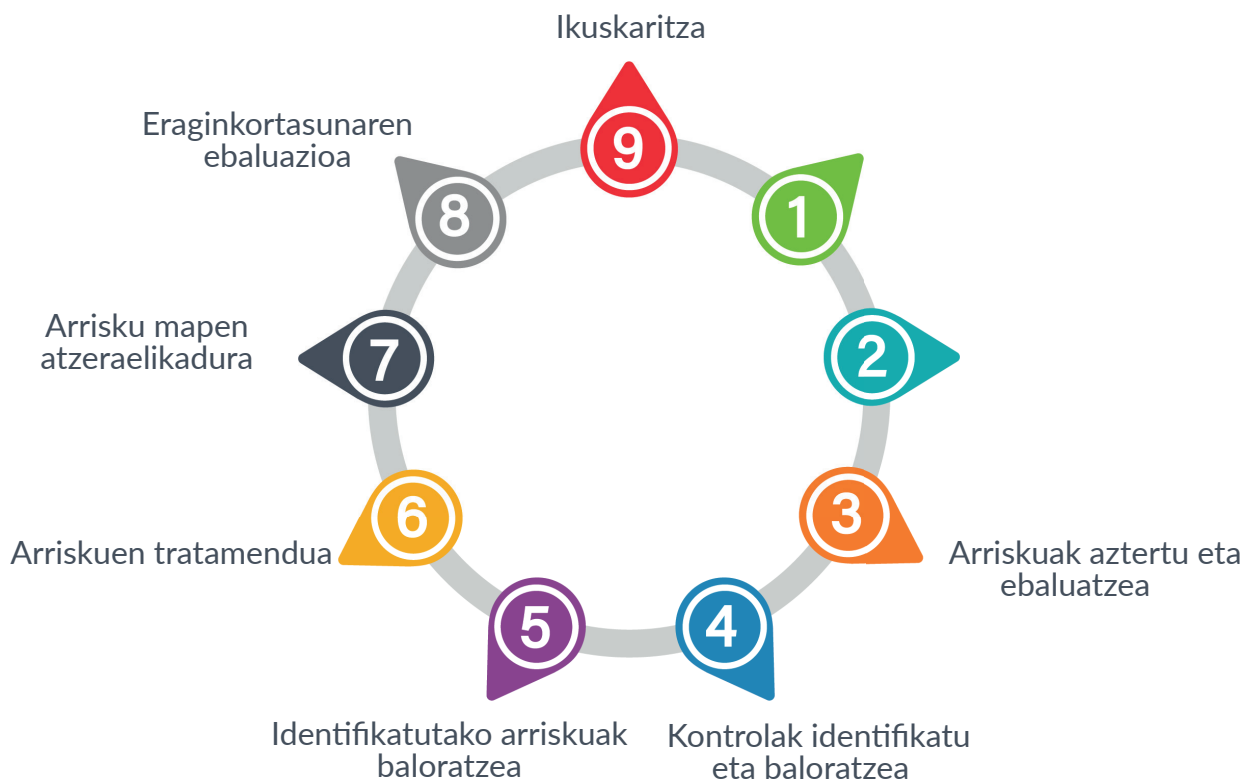 Ikuskaritza
9
1
2
3
Arriskuak aztertu eta
ebaluatzea
4
Kontrolak identifikatu
eta baloratzea
5
Identifikatutako arriskuak
baloratzea
6
Arriskuen tratamendua
7
Arrisku mapen
atzeraelikadura
8
Eraginkortasunaren
ebaluazioa